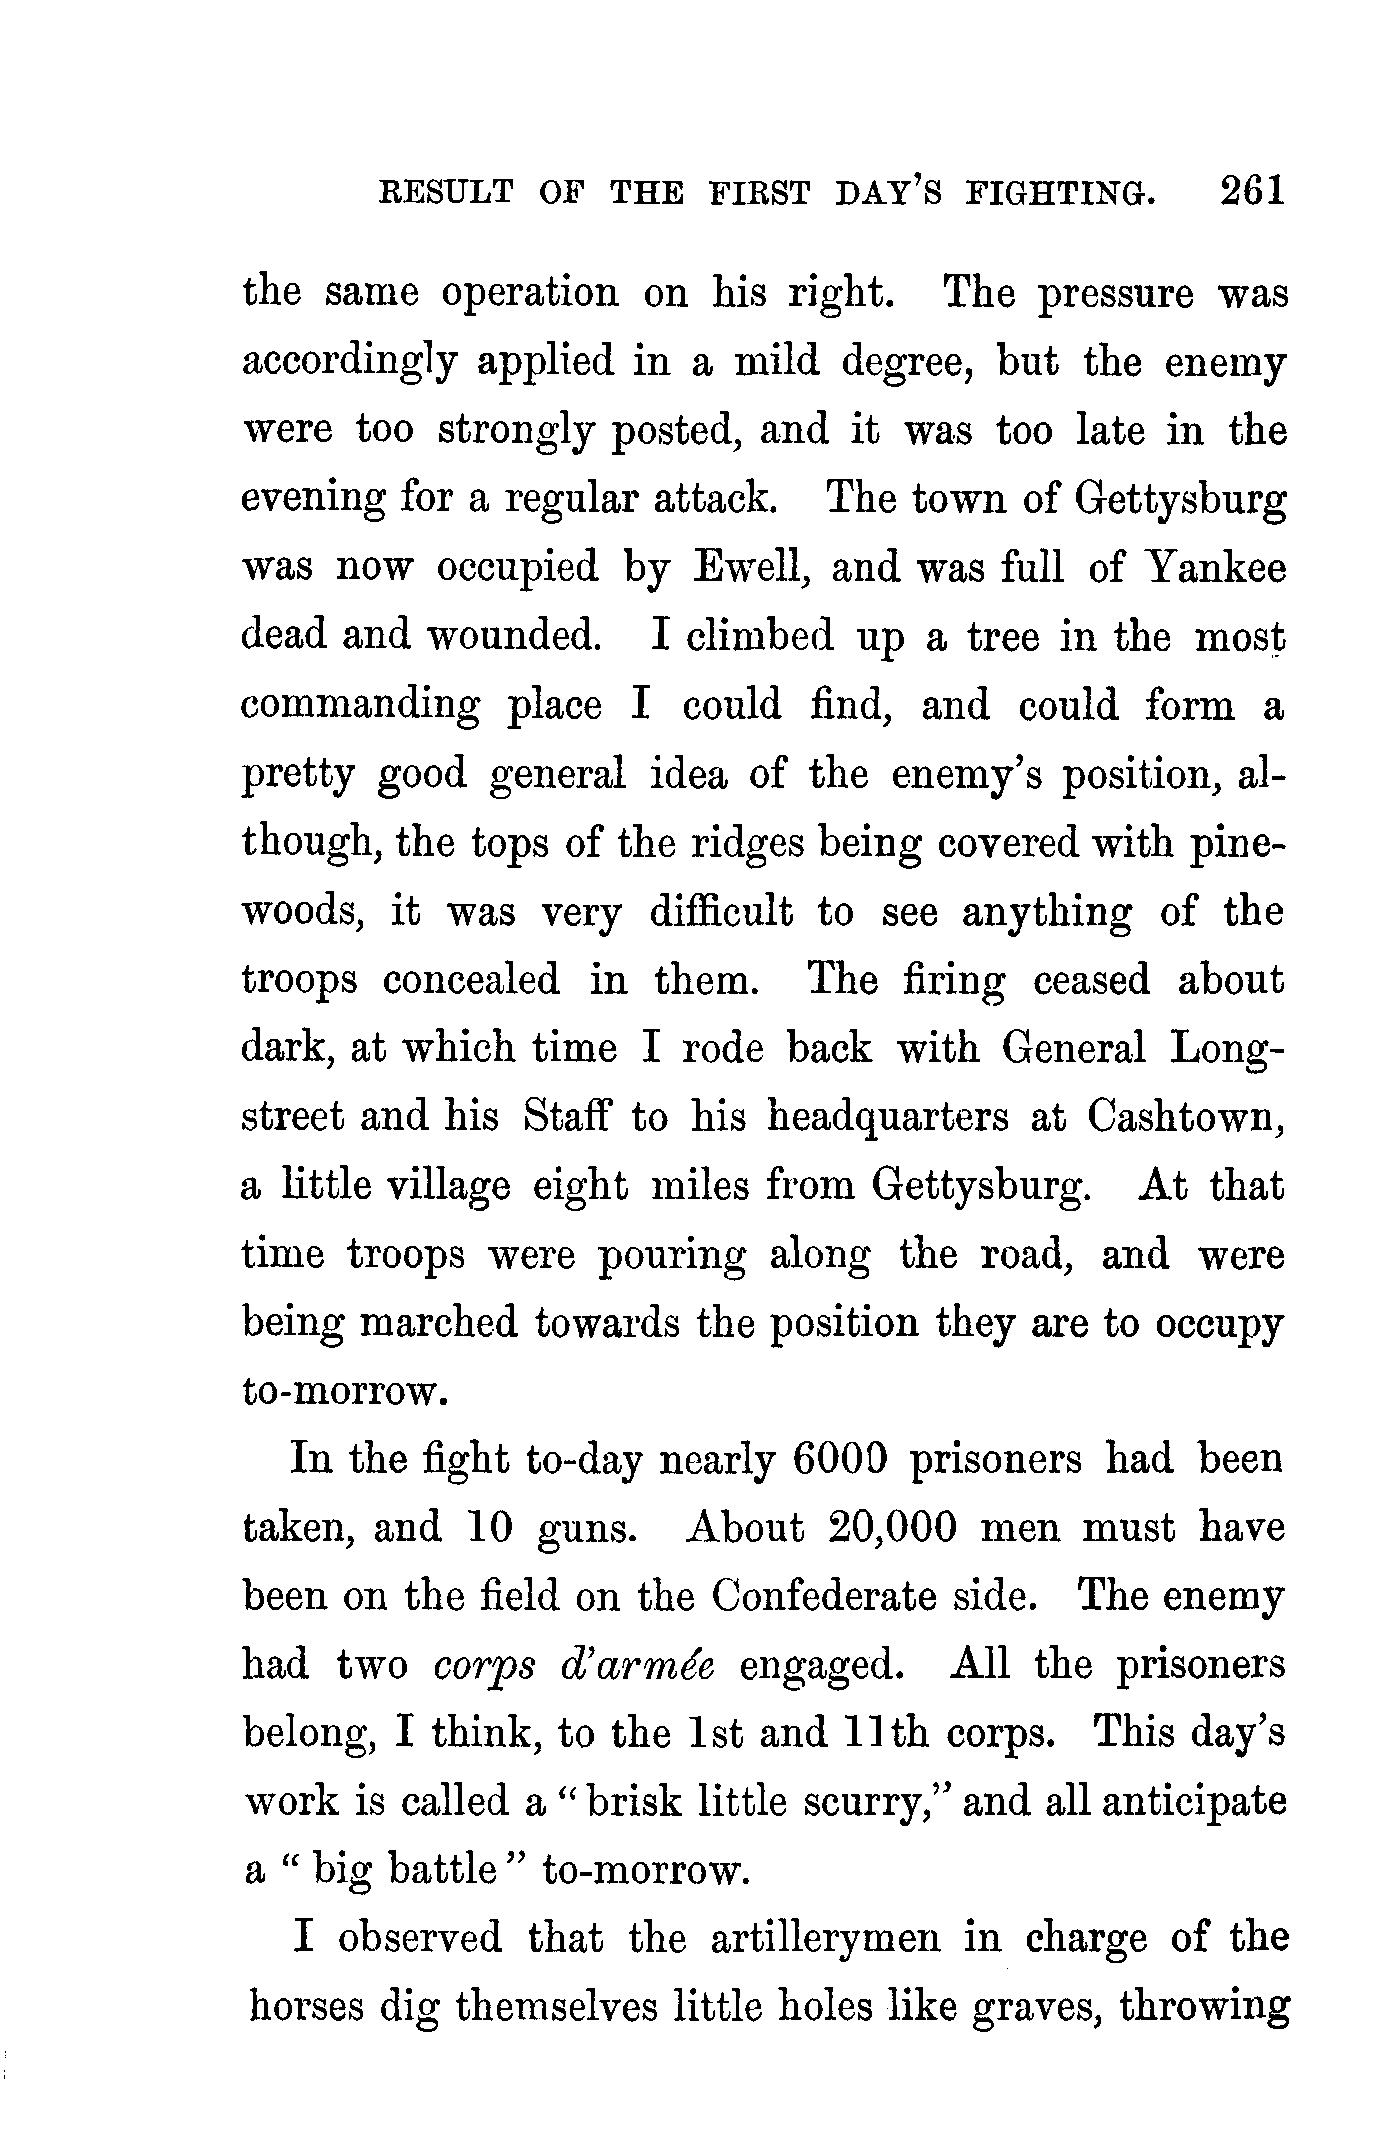 RESULT OF THE FIRST DAY'S FIGHTING. 261
the same operation on his right. The pressure was
accordingly applied in a mild degree, but the enemy
were too strongly posted, and it was too late in the
evening for a regular attack. The town of Gettysburg
was now occupied by Ewell, and was full of Yankee
dead and wounded. I climbed up a tree in the most
commanding place I could find, and could form a
pretty good general idea of the enemy's position, al-
though, the tops of the ridges being covered with pine-
woods, it was very difficult to see anything of the
troops concealed in them. The firing ceased about
dark, at which time I rode back with General Long-
street and his Staff to his headquarters at Cashtown,
a little village eight miles from Gettysburg. At that
time troops were pouring along the road, and were
being marched towards the position they are to occupy
to-morrow.
In the fight to-day nearly 6000 prisoners had been
taken, and 10 guns. About 20,000 men must have
been on the field on the Confederate side. The enemy
had two corps d'armée engaged. All the prisoners
belong, I think, to the 1st and 11th corps. This day's
work is called a "brisk little scurry," and all anticipate
a "big battle" to-morrow.
I observed that the artillerymen in charge of the
horses dig themselves little holes like graves, throwing